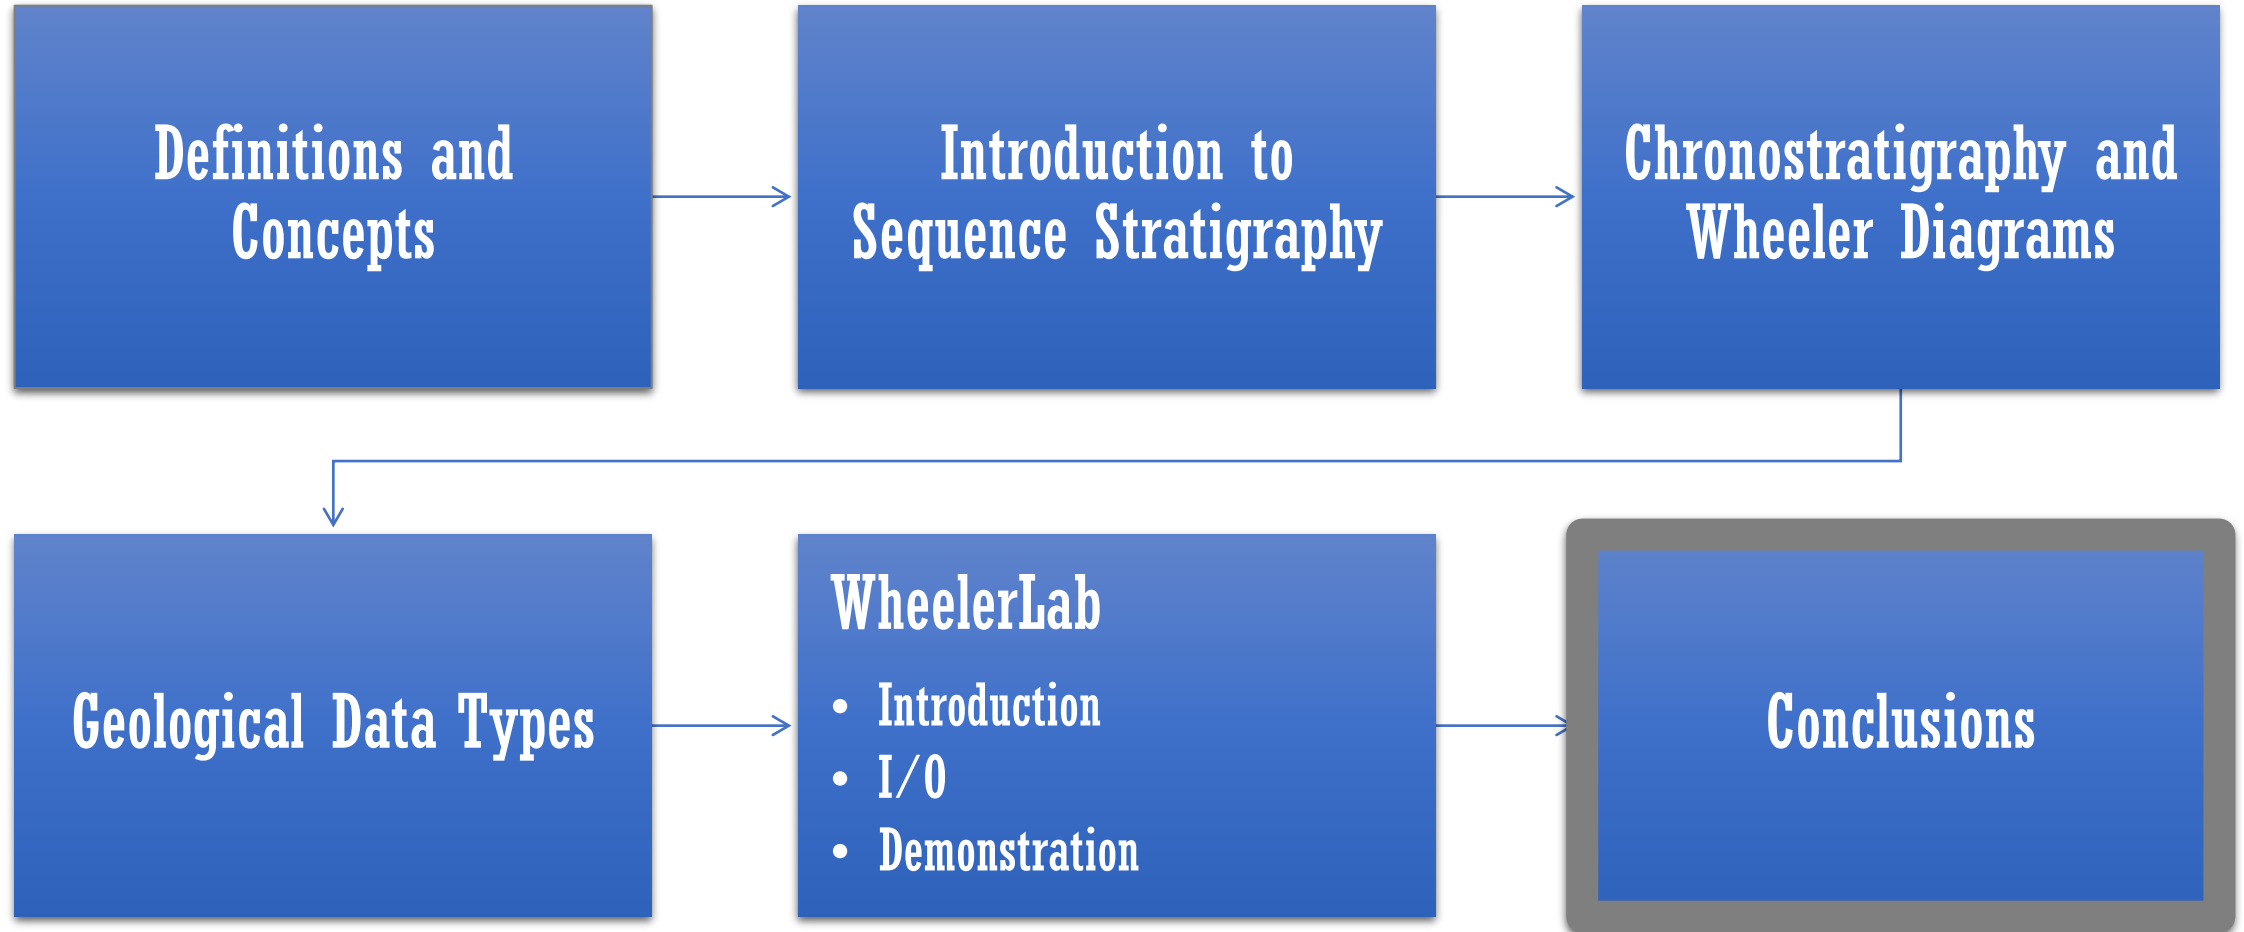 Definitions and
Concepts
Introduction to
Sequence Stratigraphy
Chronostratigraphy and
Wheeler Diagrams
Geological Data Types
WheelerLab
• Introduction
• I/O
• Demonstration
Conclusions